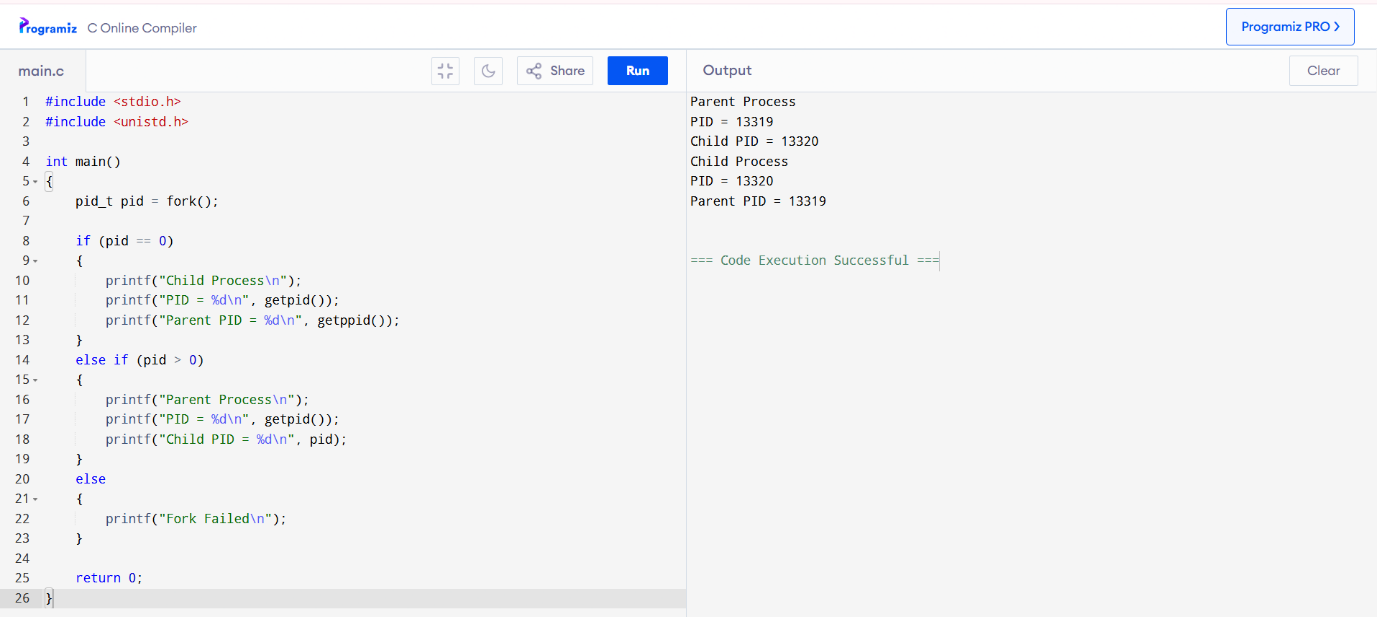 Programiz C Online Compiler
Programiz PRO >
main.c
Share
Run
Output
Clear
1 #include <stdio.h>
2 #include <unistd.h>
3
4 int main()
5 {
6     pid_t pid = fork();
7
8     if (pid == 0)
9     {
10         printf("Child Process\n");
11         printf("PID = %d\n", getpid());
12         printf("Parent PID = %d\n", getppid());
13     }
14     else if (pid > 0)
15     {
16         printf("Parent Process\n");
17         printf("PID = %d\n", getpid());
18         printf("Child PID = %d\n", pid);
19     }
20     else
21     {
22         printf("Fork Failed\n");
23     }
24
25     return 0;
26 }
Parent Process
PID = 13319
Child PID = 13320
Child Process
PID = 13320
Parent PID = 13319
=== Code Execution Successful ===